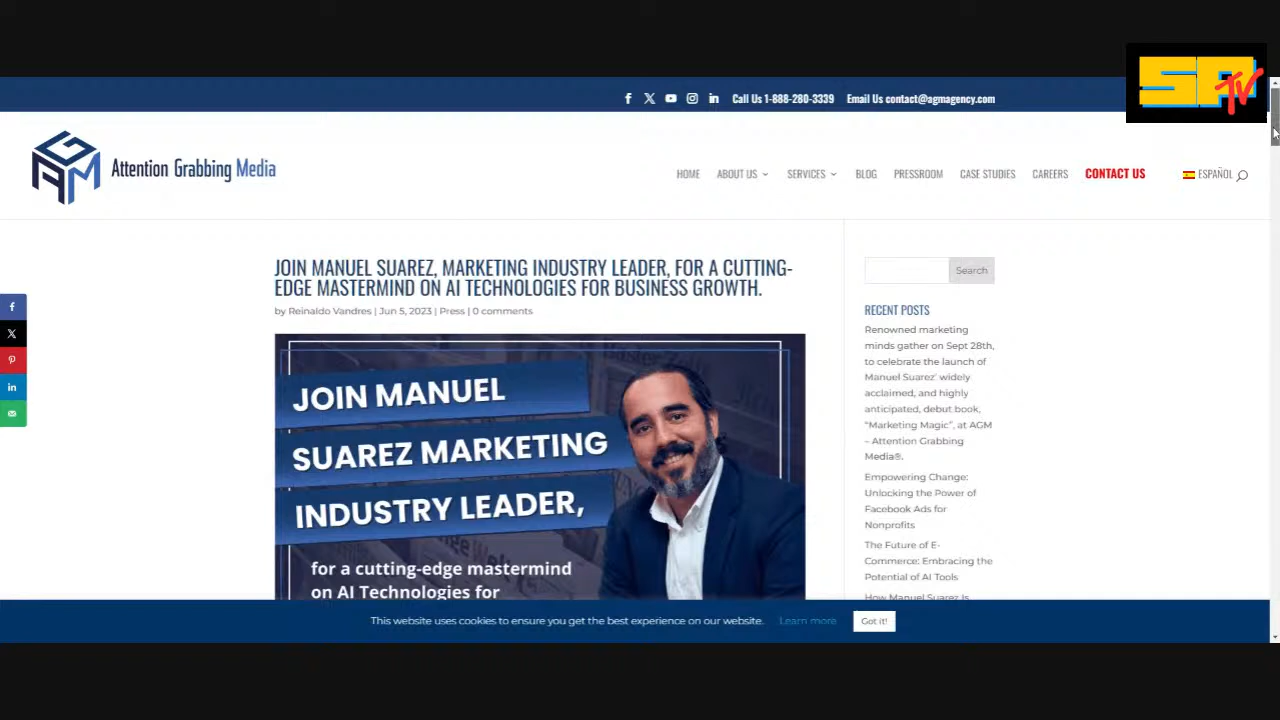 SP TV
Call Us 1-888-280-3339 Email Us contact@agmagency.com
AGM Attention Grabbing Media
HOME ABOUT US SERVICES BLOG PRESSROOM CASE STUDIES CAREERS CONTACT US ESPAÑOL
JOIN MANUEL SUAREZ, MARKETING INDUSTRY LEADER, FOR A CUTTING-
EDGE MASTERMIND ON AI TECHNOLOGIES FOR BUSINESS GROWTH.
by Reinaldo Vandres | Jun 5, 2023 | Press | 0 comments
JOIN MANUEL
SUAREZ MARKETING
INDUSTRY LEADER,
for a cutting-edge mastermind
on AI Technologies for
Search
RECENT POSTS
Renowned marketing
minds gather on Sept 28th,
to celebrate the launch of
Manuel Suarez' widely
acclaimed, and highly
anticipated, debut book,
"Marketing Magic", at AGM
– Attention Grabbing
Media®.
Empowering Change:
Unlocking the Power of
Facebook Ads for
Nonprofits
The Future of E-
Commerce: Embracing the
Potential of AI Tools
How Manuel Suarez Is
This website uses cookies to ensure you get the best experience on our website. Learn more Got it!